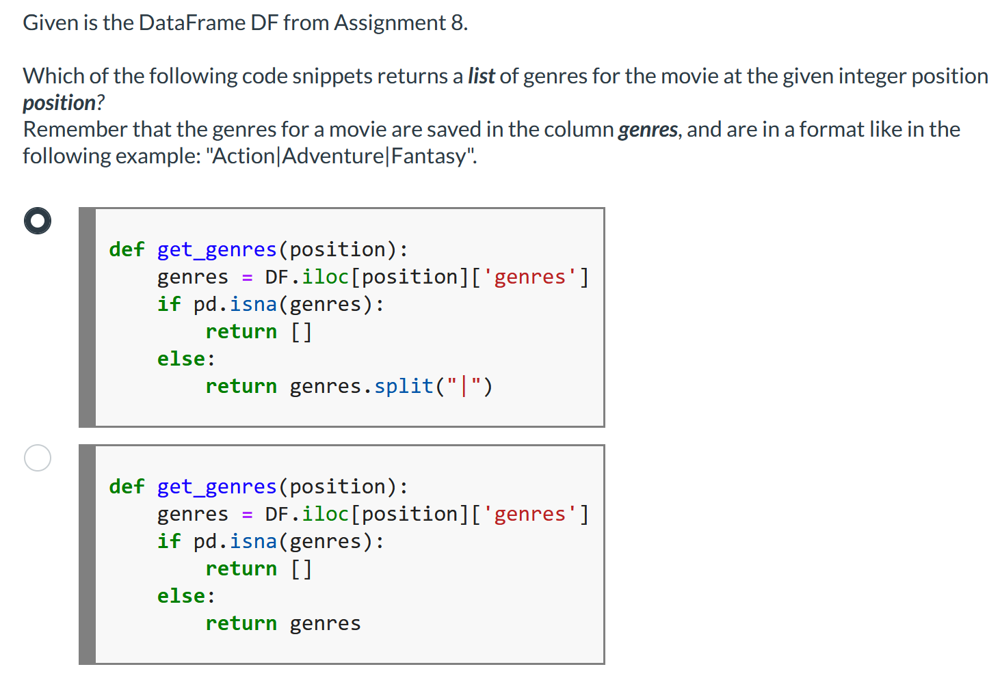 Given is the DataFrame DF from Assignment 8.
Which of the following code snippets returns a list of genres for the movie at the given integer position
position?
Remember that the genres for a movie are saved in the column genres, and are in a format like in the
following example: "Action|Adventure|Fantasy".
def get_genres(position):
    genres = DF.iloc[position]['genres']
    if pd.isna(genres):
        return []
    else:
        return genres.split("|")
def get_genres(position):
    genres = DF.iloc[position]['genres']
    if pd.isna(genres):
        return []
    else:
        return genres